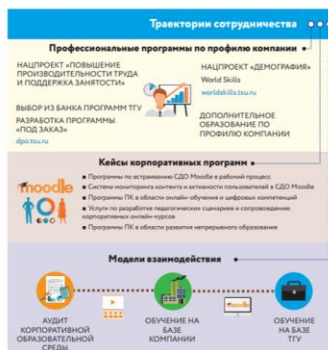 Траектории сотрудничества
Профессиональные программы по профилю компании
НАЦПРОЕКТ «ПОВЫШЕНИЕ
ПРОИЗВОДИТЕЛЬНОСТИ ТРУДА
И ПОДДЕРЖКА ЗАНЯТОСТИ»
ВЫБОР ИЗ БАНКА ПРОГРАММ ТГУ
РАЗРАБОТКА ПРОГРАММЫ
«ПОД ЗАКАЗ»
dpo.tsu.ru
НАЦПРОЕКТ «ДЕМОГРАФИЯ»
World Skills
worldskills.tsu.ru
ДОПОЛНИТЕЛЬНОЕ
ОБРАЗОВАНИЕ ПО
ПРОФИЛЮ КОМПАНИИ
Кейсы корпоративных программ
moodle
Программы по встраиванию СДО Moodle в рабочий процесс
Система мониторинга контента и активности пользователей в СДО Moodle
Программы ПК в области онлайн-обучения и цифровых компетенций
Услуги по разработке педагогических сценариев и сопровождению
корпоративных онлайн-курсов
Программы ПК в области развития непрерывного образования
Модели взаимодействия
moodle
АУДИТ
КОРПОРАТИВНОЙ
ОБРАЗОВАТЕЛЬНОЙ
СРЕДЫ
ОБУЧЕНИЕ НА
БАЗЕ
КОМПАНИИ
ОБУЧЕНИЕ
НА БАЗЕ
ТГУ